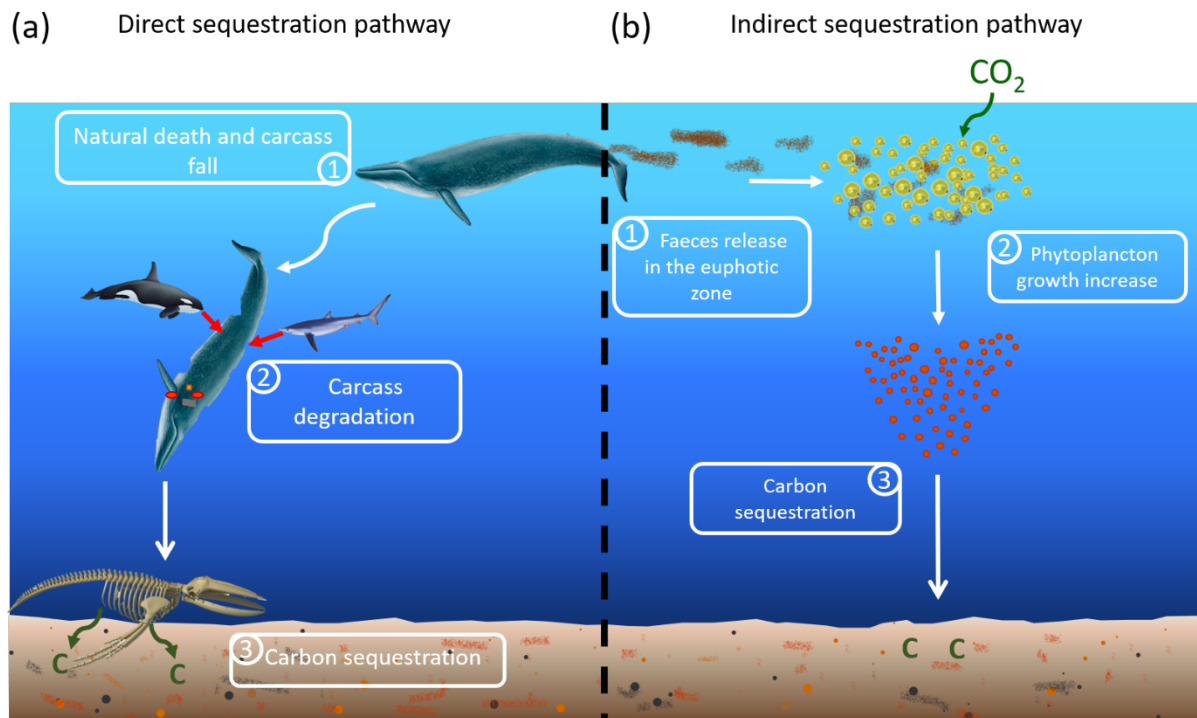 (a) Direct sequestration pathway
Natural death and carcass
fall
1
2
Carcass
degradation
3 Carbon sequestration
C C
(b) Indirect sequestration pathway
CO₂
1 Faeces release
in the euphotic
zone
2 Phytoplancton
growth increase
3
Carbon
sequestration
C C